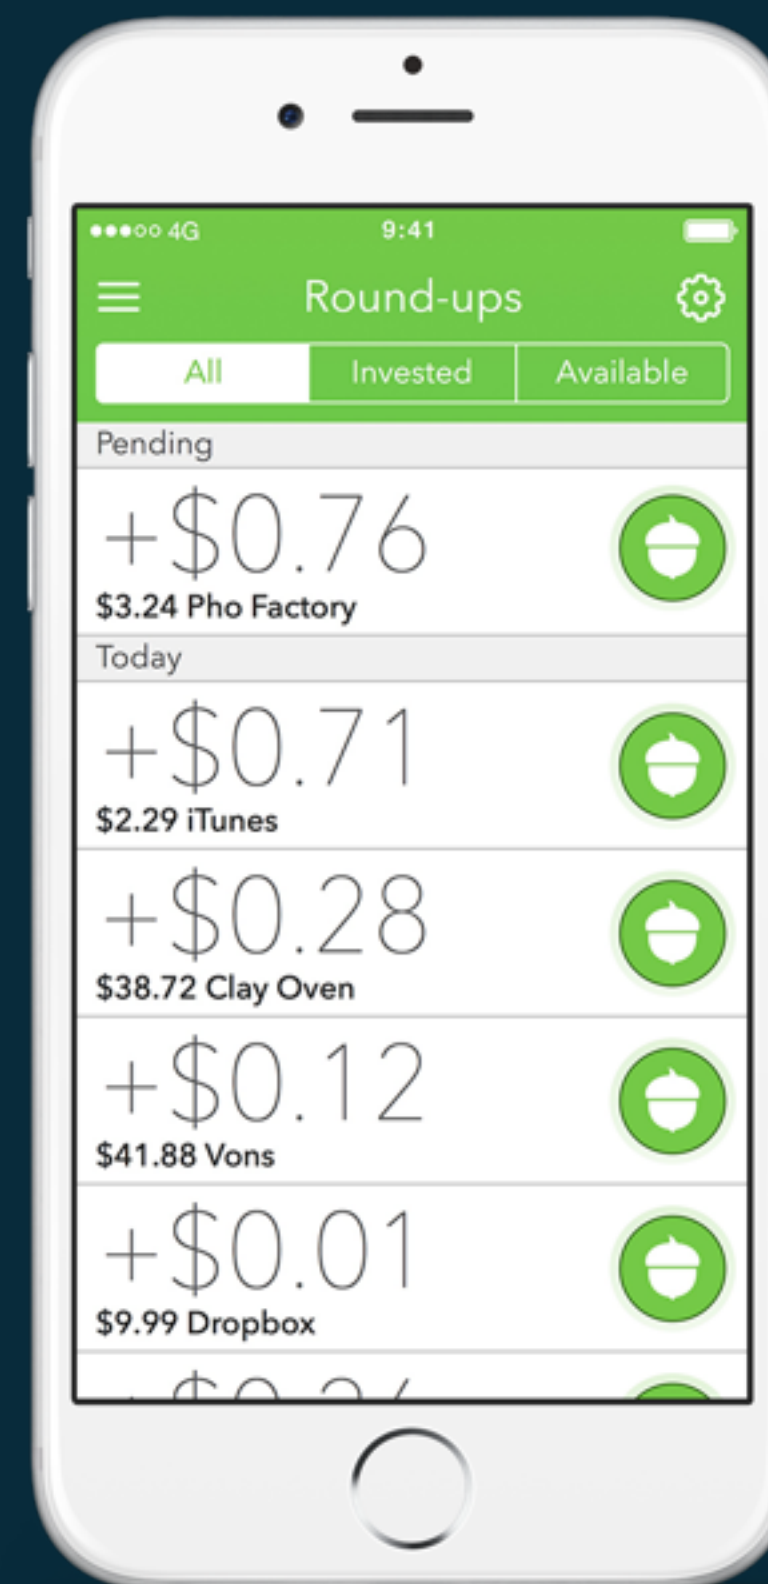 4G 9:41
Round-ups
All Invested Available
Pending
+$0.76
$3.24 Pho Factory
Today
+$0.71
$2.29 iTunes
+$0.28
$38.72 Clay Oven
+$0.12
$41.88 Vons
+$0.01
$9.99 Dropbox